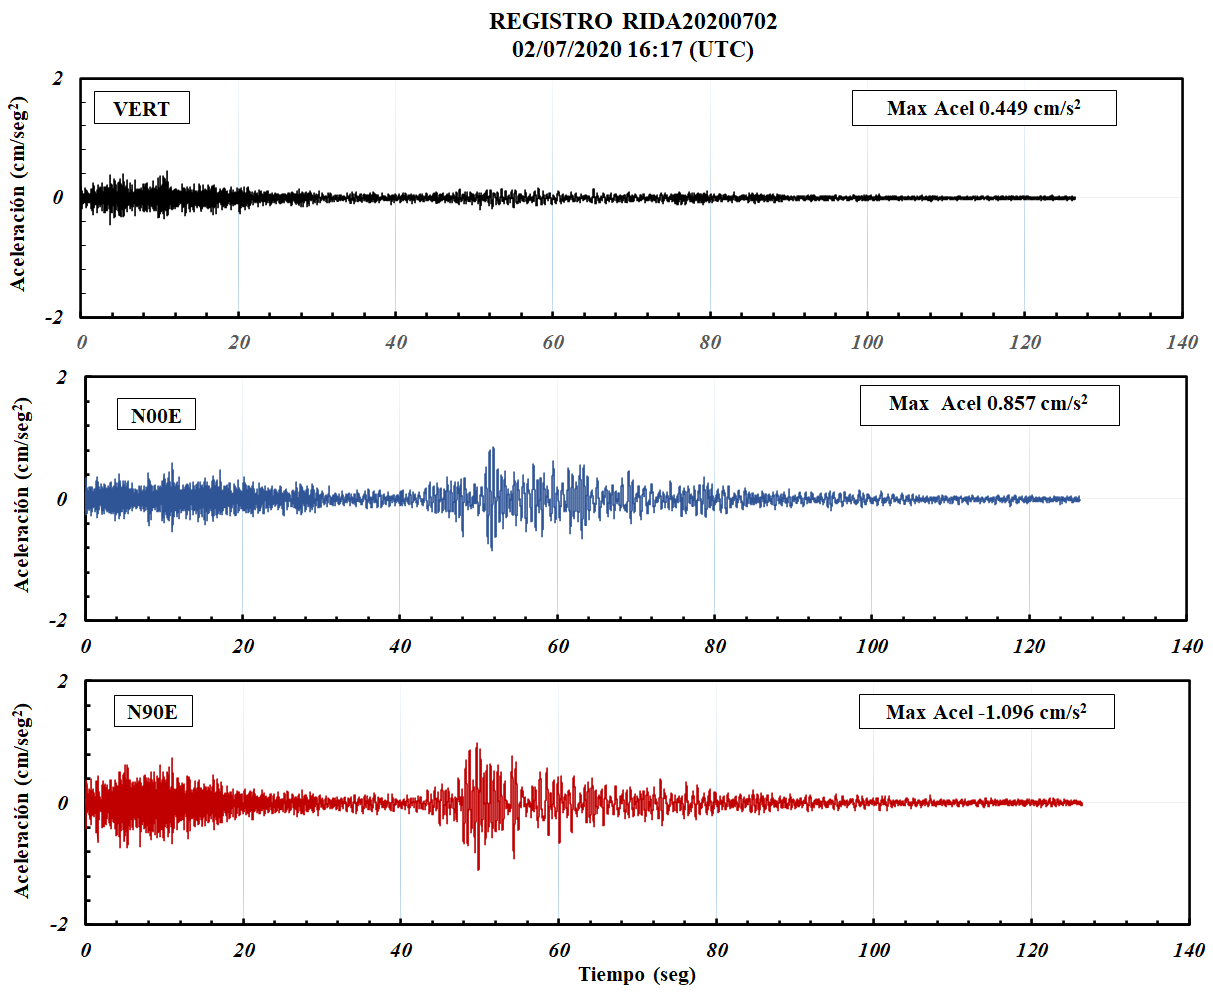 REGISTRO RIDA20200702
02/07/2020 16:17 (UTC)
Aceleración (cm/seg²)
2
0
-2
VERT
Max Acel 0.449 cm/s²
0 20 40 60 80 100 120 140
Aceleración (cm/seg²)
2
0
-2
N00E
Max Acel 0.857 cm/s²
0 20 40 60 80 100 120 140
Aceleración (cm/seg²)
2
0
-2
N90E
Max Acel -1.096 cm/s²
0 20 40 60 80 100 120 140
Tiempo (seg)